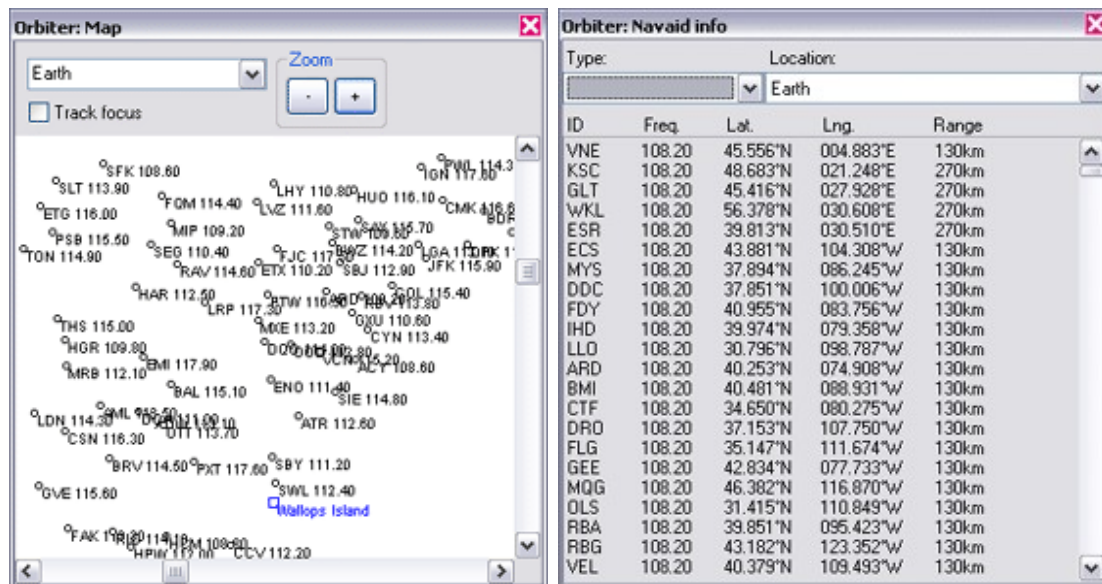 Orbiter: Map
Earth
Zoom
-
+
Track focus
SFK 108.60
SLT 113.90
ETG 116.00
PSB 115.50
TON 114.90
FQM 114.40
MIP 109.20
SEG 110.40
RAV 114.60
LHY 110.80
HUO 116.10
LVZ 111.60
ETX 110.20
SBJ 112.90
JFK 115.90
HAR 112.50
LRP 117.30
COL 115.40
THS 115.00
MXE 113.20
GXU 110.60
HGR 109.80
CYN 113.40
MRB 112.10
EMI 117.90
BAL 115.10
ENO 111.40
SIE 114.80
LDN 114.30
ATR 112.60
CSN 116.30
OTT 113.70
BRV 114.50
PXT 117.60
SBY 111.20
GVE 115.60
SWL 112.40
Wallops Island
CCV 112.20
Orbiter: Navaid info
Type:
Location:
Earth
ID Freq. Lat. Lng. Range
VNE 108.20 45.556°N 004.883°E 130km
KSC 108.20 48.683°N 021.248°E 270km
GLT 108.20 45.416°N 027.928°E 270km
WKL 108.20 56.378°N 030.608°E 270km
ESR 108.20 39.813°N 030.510°E 270km
ECS 108.20 43.881°N 104.308°W 130km
MYS 108.20 37.894°N 086.245°W 130km
DDC 108.20 37.851°N 100.006°W 130km
FDY 108.20 40.955°N 083.756°W 130km
IHD 108.20 39.974°N 079.358°W 130km
LLO 108.20 30.796°N 098.787°W 130km
ARD 108.20 40.253°N 074.908°W 130km
BMI 108.20 40.481°N 088.931°W 130km
CTF 108.20 34.650°N 080.275°W 130km
DRO 108.20 37.153°N 107.750°W 130km
FLG 108.20 35.147°N 111.674°W 130km
GEE 108.20 42.834°N 077.733°W 130km
MQG 108.20 46.382°N 116.870°W 130km
OLS 108.20 31.415°N 110.849°W 130km
RBA 108.20 39.851°N 095.423°W 130km
RBG 108.20 43.182°N 123.352°W 130km
VEL 108.20 40.379°N 109.493°W 130km